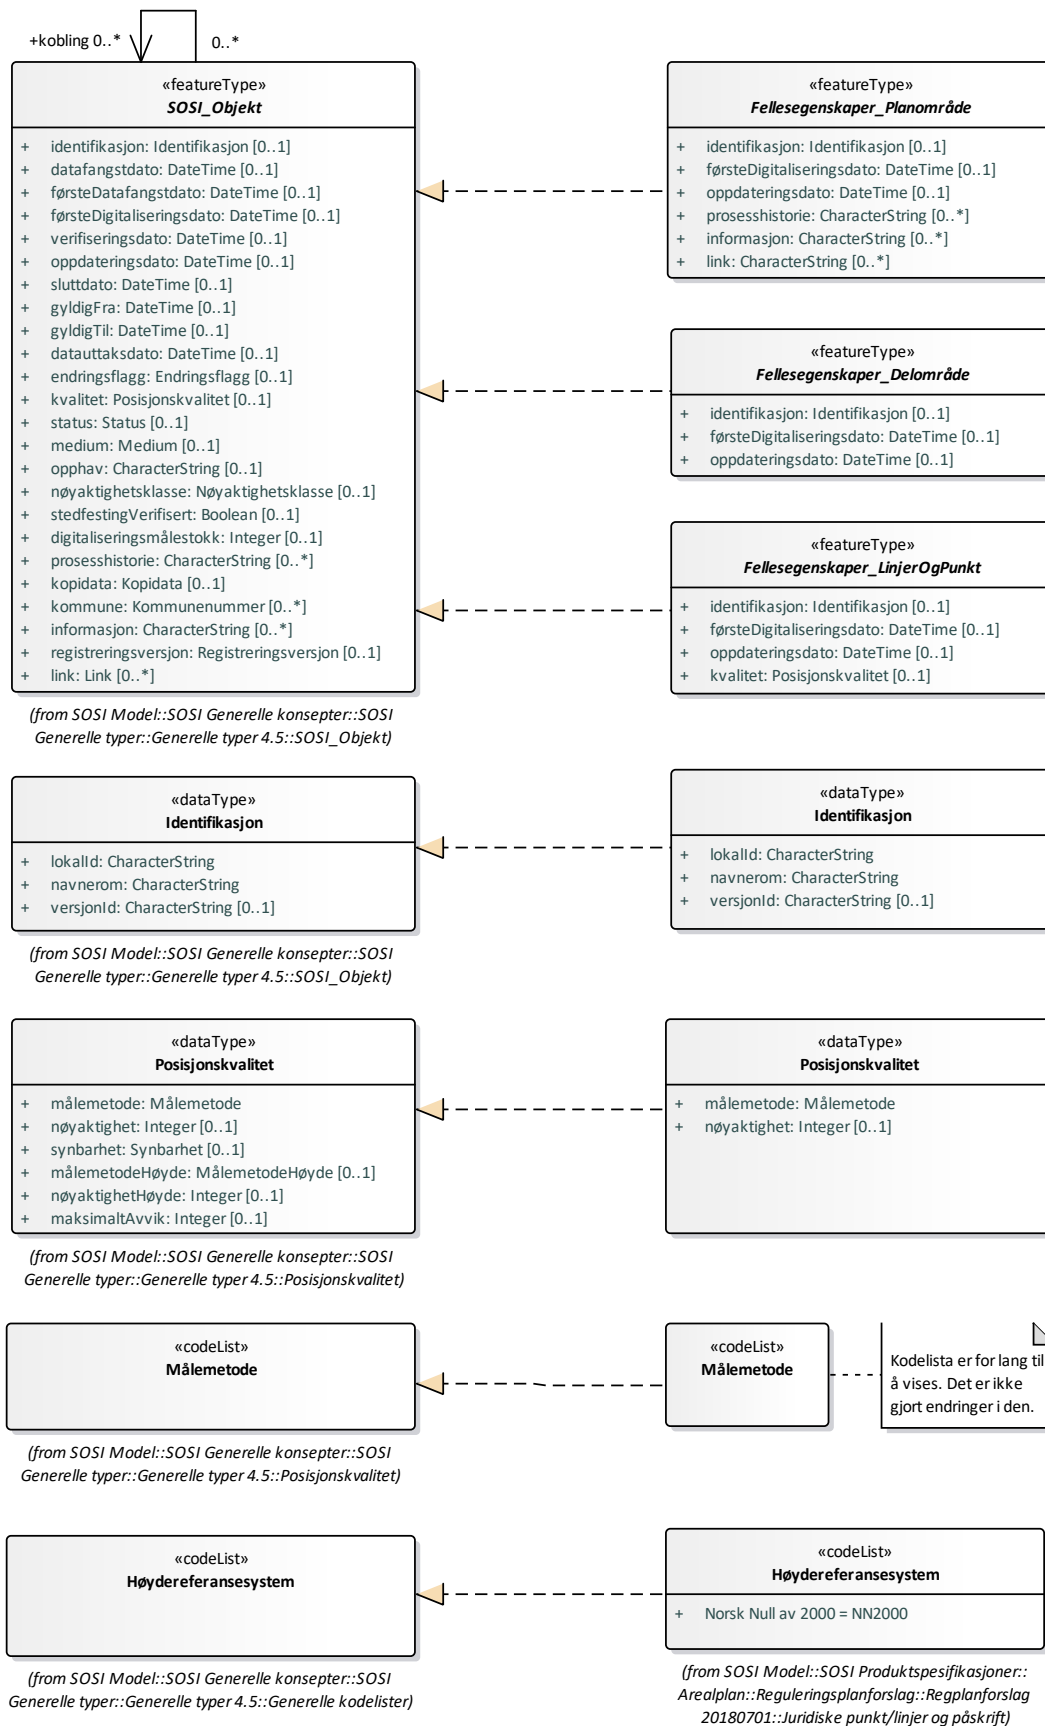 +kobling 0..*
0..*
«featureType»
SOSI_Objekt
+ identifikasjon: Identifikasjon [0..1]
+ datafangstdato: DateTime [0..1]
+førsteDatafangstdato: DateTime [0..1]
+ førsteDigitaliseringsdato: DateTime [0..1]
+ verifiseringsdato: DateTime [0..1]
+ oppdateringsdato: DateTime [0..1]
+ sluttdato: DateTime [0..1]
+ gyldigFra: DateTime [0..1]
+ gyldigTil: DateTime [0..1]
+ datauttaksdato: DateTime [0..1]
+ endringsflagg: Endringsflagg [0..1]
+ kvalitet: Posisjonskvalitet [0..1]
+ status: Status [0..1]
+ medium: Medium [0..1]
+ opphav: CharacterString [0..1]
+ nøyaktighetsklasse: Nøyaktighetsklasse [0..1]
+ stedfestingVerifisert: Boolean [0..1]
+ digitaliseringsmålestokk: Integer [0..1]
+ prosesshistorie: CharacterString [0..*]
+ kopidata: Kopidata [0..1]
+ kommune: Kommunenummer [0..*]
+ informasjon: CharacterString [0..*]
+ registreringsversjon: Registreringsversjon [0..1]
+ link: Link [0..*]
(from SOSI Model::SOSI Generelle konsepter::SOSI
Generelle typer::Generelle typer 4.5::SOSI_Objekt)
«featureType»
Fellesegenskaper_Planområde
+ identifikasjon: Identifikasjon [0..1]
+ førsteDigitaliseringsdato: DateTime [0..1]
+ oppdateringsdato: DateTime [0..1]
+ prosesshistorie: CharacterString [0..*]
+ informasjon: CharacterString [0..*]
+ link: CharacterString [0..*]
«featureType»
Fellesegenskaper_Delområde
+ identifikasjon: Identifikasjon [0..1]
+ førsteDigitaliseringsdato: DateTime [0..1]
+ oppdateringsdato: DateTime [0..1]
«featureType»
Fellesegenskaper_LinjerOgPunkt
+ identifikasjon: Identifikasjon [0..1]
+ førsteDigitaliseringsdato: DateTime [0..1]
+ oppdateringsdato: DateTime [0..1]
+ kvalitet: Posisjonskvalitet [0..1]
«dataType»
Identifikasjon
+ lokalId: CharacterString
+ navnerom: CharacterString
+ versjonId: CharacterString [0..1]
(from SOSI Model::SOSI Generelle konsepter::SOSI
Generelle typer::Generelle typer 4.5::SOSI_Objekt)
«dataType»
Identifikasjon
+ lokalId: CharacterString
+ navnerom: CharacterString
+ versjonId: CharacterString [0..1]
«dataType»
Posisjonskvalitet
+ målemetode: Målemetode
+ nøyaktighet: Integer [0..1]
+ synbarhet: Synbarhet [0..1]
+ målemetodeHøyde: MålemetodeHøyde [0..1]
+ nøyaktighetHøyde: Integer [0..1]
+ maksimaltAvvik: Integer [0..1]
(from SOSI Model::SOSI Generelle konsepter::SOSI
Generelle typer::Generelle typer 4.5::Posisjonskvalitet)
«dataType»
Posisjonskvalitet
+ målemetode: Målemetode
+ nøyaktighet: Integer [0..1]
«codeList»
Målemetode
(from SOSI Model::SOSI Generelle konsepter::SOSI
Generelle typer::Generelle typer 4.5::Posisjonskvalitet)
«codeList»
Målemetode
Kodelista er for lang til
å vises. Det er ikke
gjort endringer i den.
«codeList»
Høydereferansesystem
(from SOSI Model::SOSI Generelle konsepter::SOSI
Generelle typer::Generelle typer 4.5::Generelle kodelister)
«codeList»
Høydereferansesystem
+ Norsk Null av 2000 = NN2000
(from SOSI Model::SOSI Produktspesifikasjoner::
Arealplan::Reguleringsplanforslag::Regplanforslag
20180701::Juridiske punkt/linjer og påskrift)